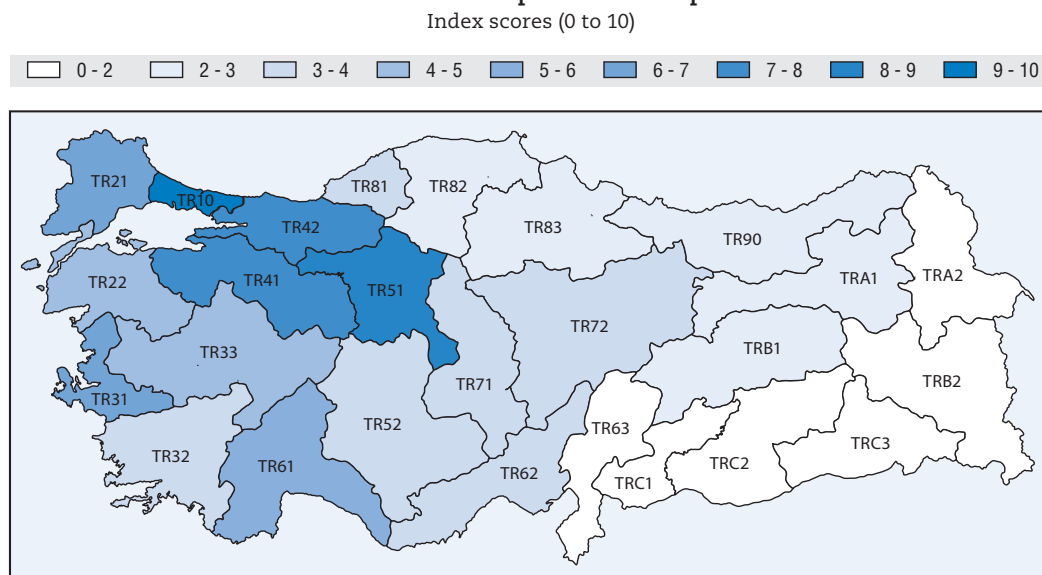 Index scores (0 to 10)
0 - 2 2 - 3 3 - 4 4 - 5 5 - 6 6 - 7 7 - 8 8 - 9 9 - 10
TR21
TR10
TR81
TR82
TR42
TR83
TR90
TR22
TR41
TR51
TRA1
TRA2
TR72
TR33
TRB1
TR71
TRB2
TR31
TR52
TR63
TR32
TR61
TR62
TRC1
TRC2
TRC3